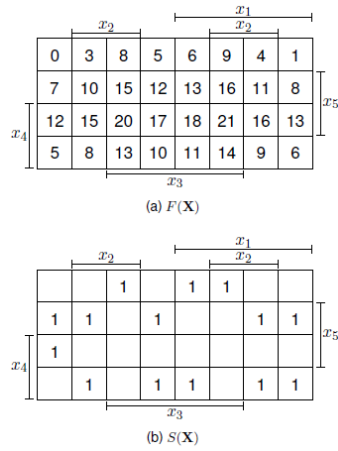 x₁
x₂ x₂
0 3 8 5 6 9 4 1
7 10 15 12 13 16 11 8
x₅
12 15 20 17 18 21 16 13
x₄
5 8 13 10 11 14 9 6
x₃
(a) F(X)
x₁
x₂ x₂
1 1 1
1 1 1 1 1
x₅
1
x₄
1 1 1 1 1
x₃
(b) S(X)